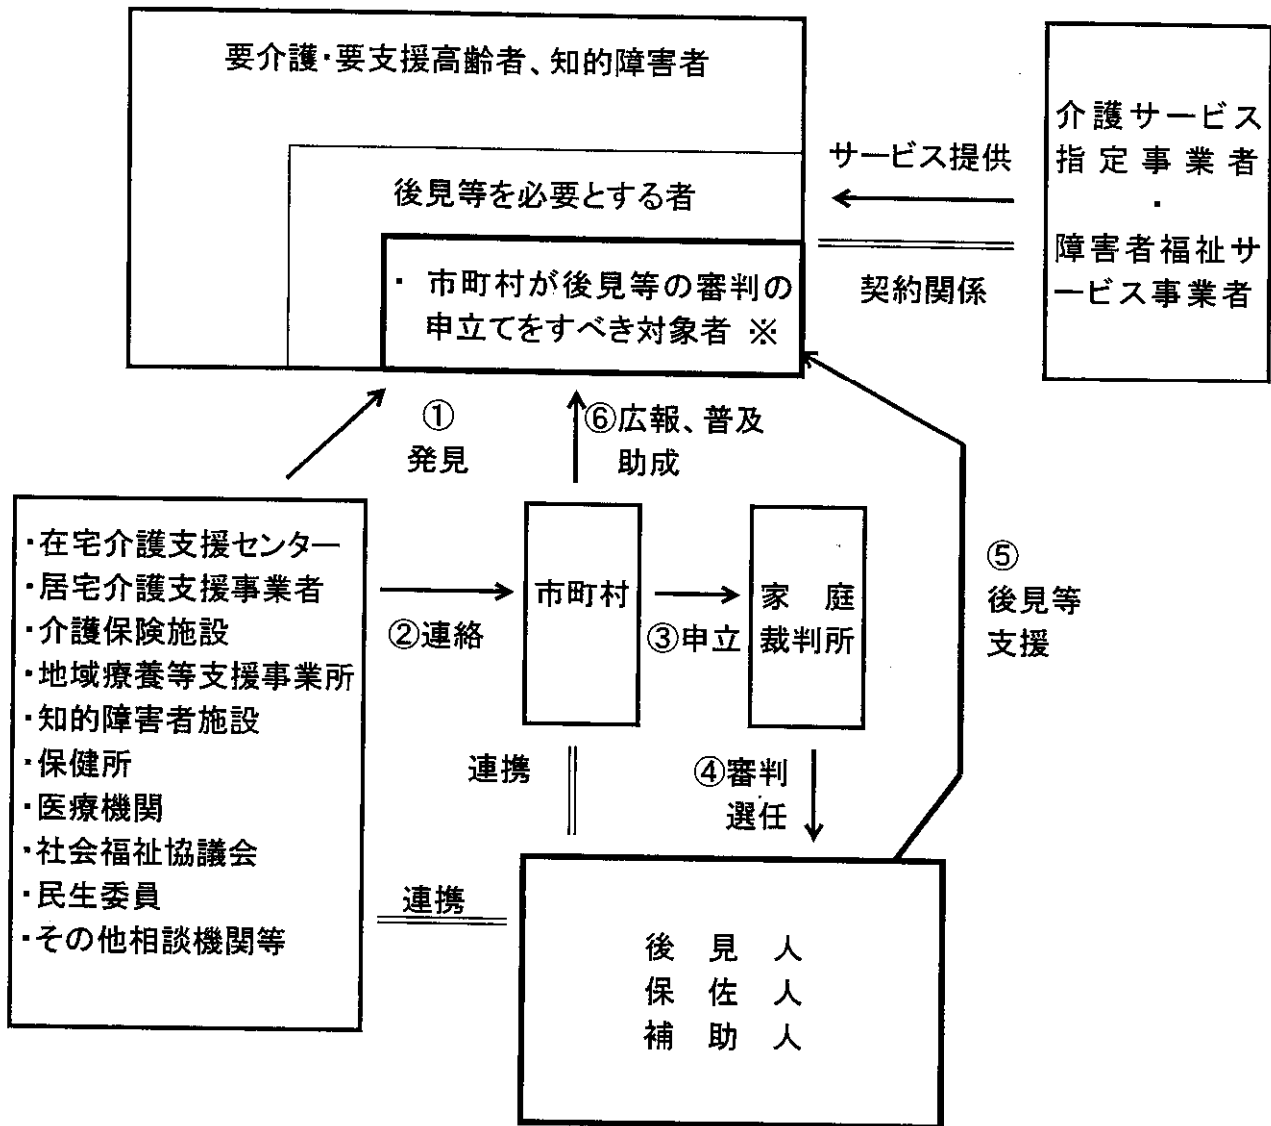 要介護・要支援高齢者、知的障害者
後見等を必要とする者
・ 市町村が後見等の審判の
申立てをすべき対象者 ※
サービス提供
契約関係
介護サービス
指定事業者
・
障害者福祉サ
ービス事業者
①
発見
⑥広報、普及
助成
・在宅介護支援センター
・居宅介護支援事業者
・介護保険施設
・地域療養等支援事業所
・知的障害者施設
・保健所
・医療機関
・社会福祉協議会
・民生委員
・その他相談機関等
②連絡
市町村
③申立
家 庭
裁判所
⑤
後見等
支援
連携
④審判
選任
連携
後 見 人
保 佐 人
補 助 人